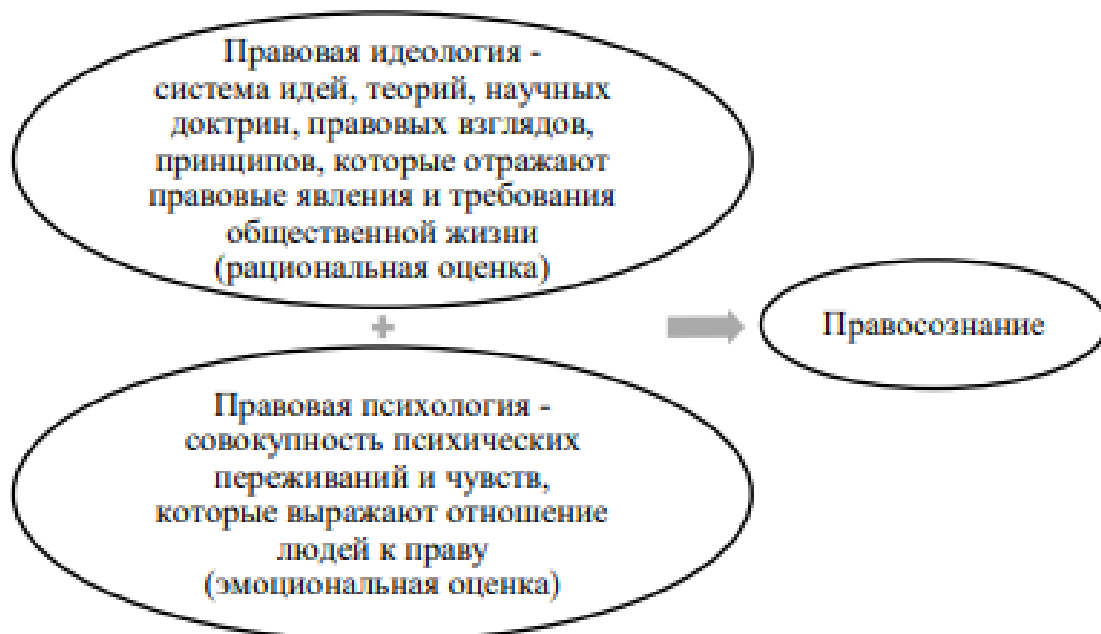 Правовая идеология -
система идей, теорий, научных
доктрин, правовых взглядов,
принципов, которые отражают
правовые явления и требования
общественной жизни
(рациональная оценка)
+
Правосознание
Правовая психология -
совокупность психических
переживаний и чувств,
которые выражают отношение
людей к праву
(эмоциональная оценка)